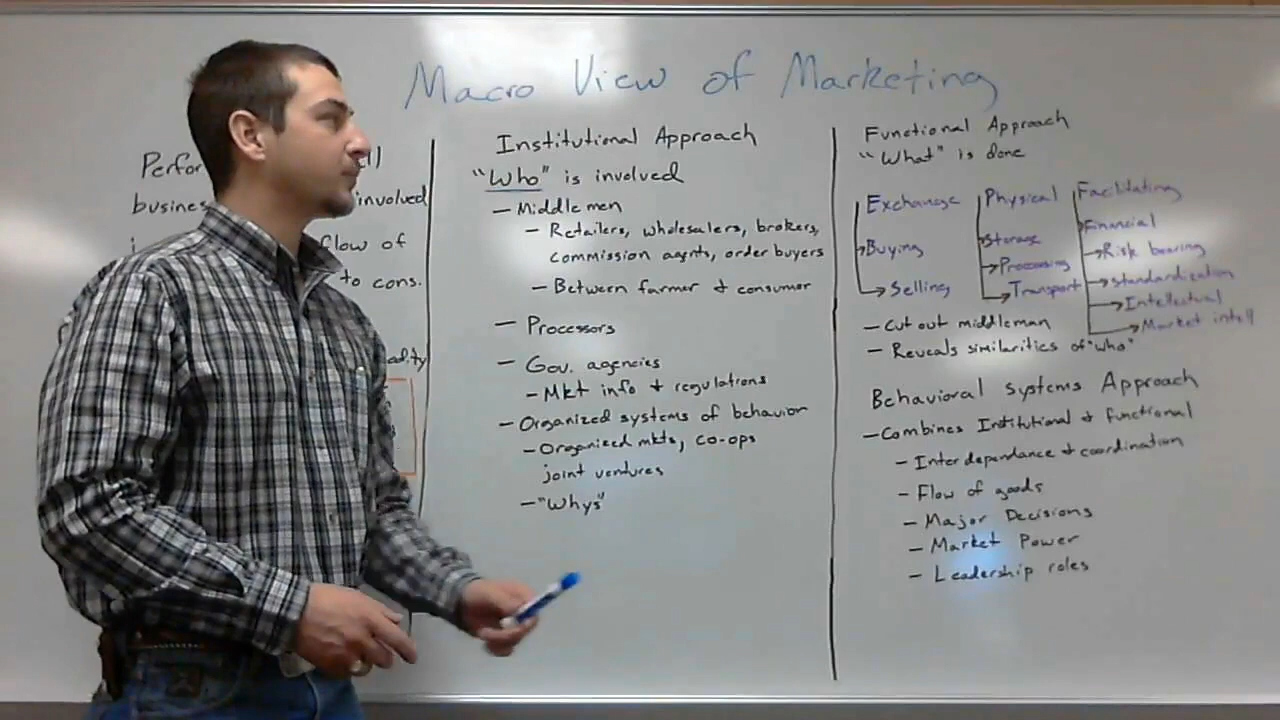 Macro View of Marketing
Perfor
busines involved
flow of
to cons.
Institutional Approach
"Who" is involved
- Middle men
- Retailers, wholesalers, brokers,
commission agnts, order buyers
- Between farmer & consumer
- Processors
- Gov. agencies
- Mkt info & regulations
- Organized systems of behavior
- Organized mkts, co-ops
joint ventures
- "Whys"
Functional Approach
"What" is done
Exchange
Buying
Selling
Physical
Storage
Processing
Transport
Facilitating
Financial
Risk bearing
Standardization
Intellectual
Market intell
- Cut out middleman
- Reveals similarities of "who"
Behavioral Systems Approach
- Combines Institutional & functional
- Interdependance & coordination
- Flow of goods
- Major Decisions
- Market Power
- Leadership roles